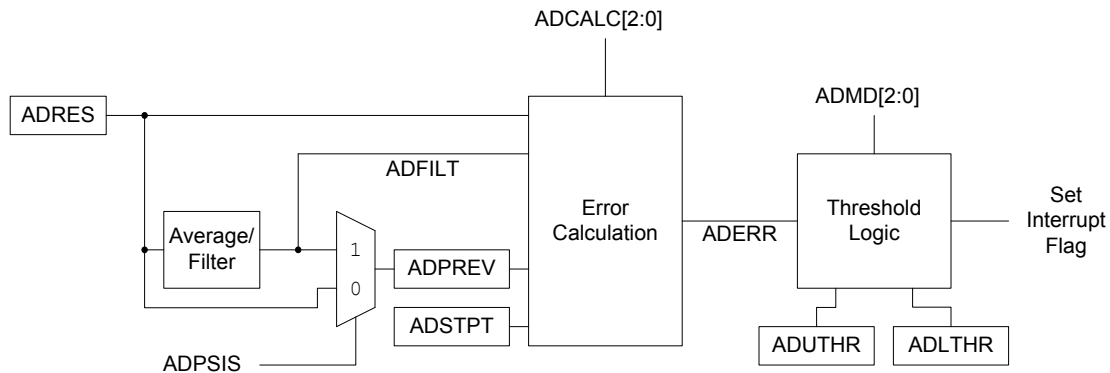 ADCALC[2:0]
ADMD[2:0]
ADRES
ADFILT
Average/
Filter
1
0
ADPREV
ADSTPT
ADPSIS
Error
Calculation
ADERR
Threshold
Logic
Set
Interrupt
Flag
ADUTHR
ADLTHR